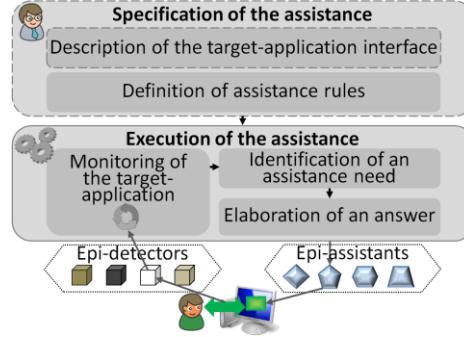 Specification of the assistance
Description of the target-application interface
Definition of assistance rules
Execution of the assistance
Monitoring of
the target-
application
Identification of an
assistance need
Elaboration of an answer
Epi-detectors
Epi-assistants